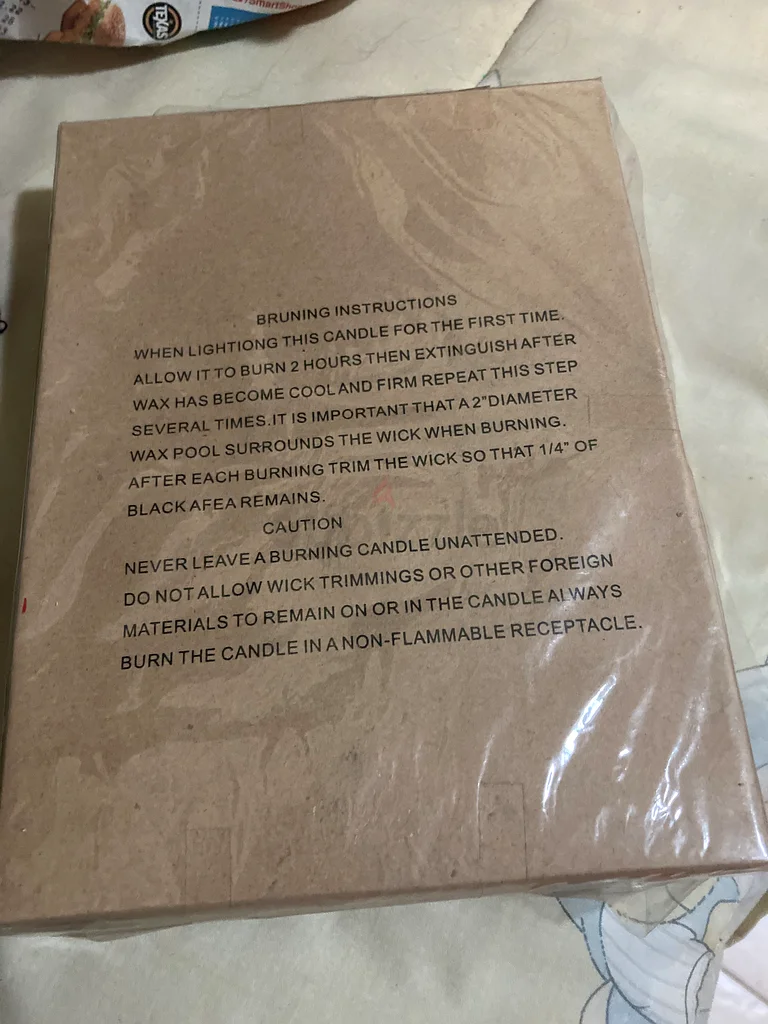 TEXAS
BRUNING INSTRUCTIONS
WHEN LIGHTIONG THIS CANDLE FOR THE FIRST TIME.
ALLOW IT TO BURN 2 HOURS THEN EXTINGUISH AFTER
WAX HAS BECOME COOL AND FIRM REPEAT THIS STEP
SEVERAL TIMES.IT IS IMPORTANT THAT A 2"DIAMETER
WAX POOL SURROUNDS THE WICK WHEN BURNING.
AFTER EACH BURNING TRIM THE WICK SO THAT 1/4" OF
BLACK AFEA REMAINS.
CAUTION
NEVER LEAVE A BURNING CANDLE UNATTENDED.
DO NOT ALLOW WICK TRIMMINGS OR OTHER FOREIGN
MATERIALS TO REMAIN ON OR IN THE CANDLE ALWAYS
BURN THE CANDLE IN A NON-FLAMMABLE RECEPTACLE.